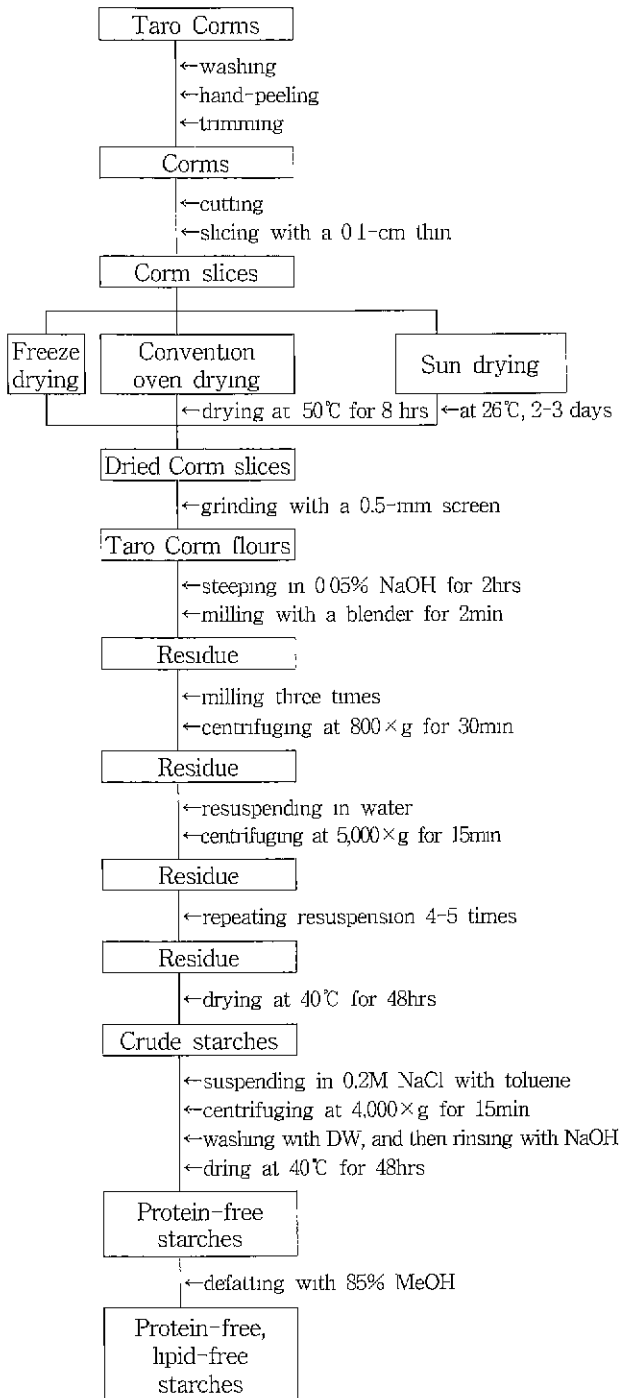 Taro Corms
←washing
←hand-peeling
←trimming
Corms
←cutting
←slicing with a 0.1-cm thin
Corm slices
Freeze
drying
Convention
oven drying
Sun drying
←drying at 50℃ for 8 hrs
←at 26℃, 2-3 days
Dried Corm slices
←grinding with a 0.5-mm screen
Taro Corm flours
←steeping in 0.05% NaOH for 2hrs
←milling with a blender for 2min
Residue
←milling three times
←centrifuging at 800×g for 30min
Residue
←resuspending in water
←centrifuging at 5,000×g for 15min
Residue
←repeating resuspension 4-5 times
Residue
←drying at 40℃ for 48hrs
Crude starches
←suspending in 0.2M NaCl with toluene
←centrifuging at 4,000×g for 15min
←washing with DW, and then rinsing with NaOH
←dring at 40℃ for 48hrs
Protein-free
starches
←defatting with 85% MeOH
Protein-free,
lipid-free
starches